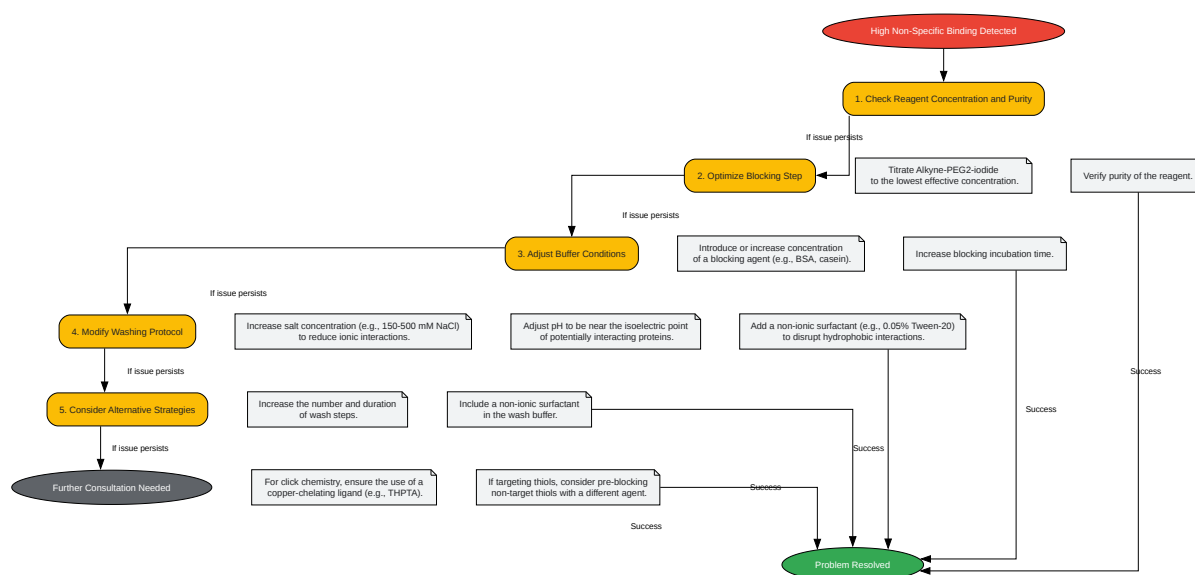 High Non-Specific Binding Detected
1. Check Reagent Concentration and Purity
If issue persists
2. Optimize Blocking Step
Titrate Alkyne-PEG2-iodide
to the lowest effective concentration.
Verify purity of the reagent.
If issue persists
3. Adjust Buffer Conditions
Introduce or increase concentration
of a blocking agent (e.g., BSA, casein).
Increase blocking incubation time.
If issue persists
4. Modify Washing Protocol
Increase salt concentration (e.g., 150-500 mM NaCl)
to reduce ionic interactions.
Adjust pH to be near the isoelectric point
of potentially interacting proteins.
Add a non-ionic surfactant (e.g., 0.05% Tween-20)
to disrupt hydrophobic interactions.
If issue persists
Success
5. Consider Alternative Strategies
Increase the number and duration
of wash steps.
Include a non-ionic surfactant
in the wash buffer.
Success
If issue persists
Success
Further Consultation Needed
For click chemistry, ensure the use of a
copper-chelating ligand (e.g., THPTA).
If targeting thiols, consider pre-blocking
non-target thiols with a different agent.
Success
Success
Problem Resolved